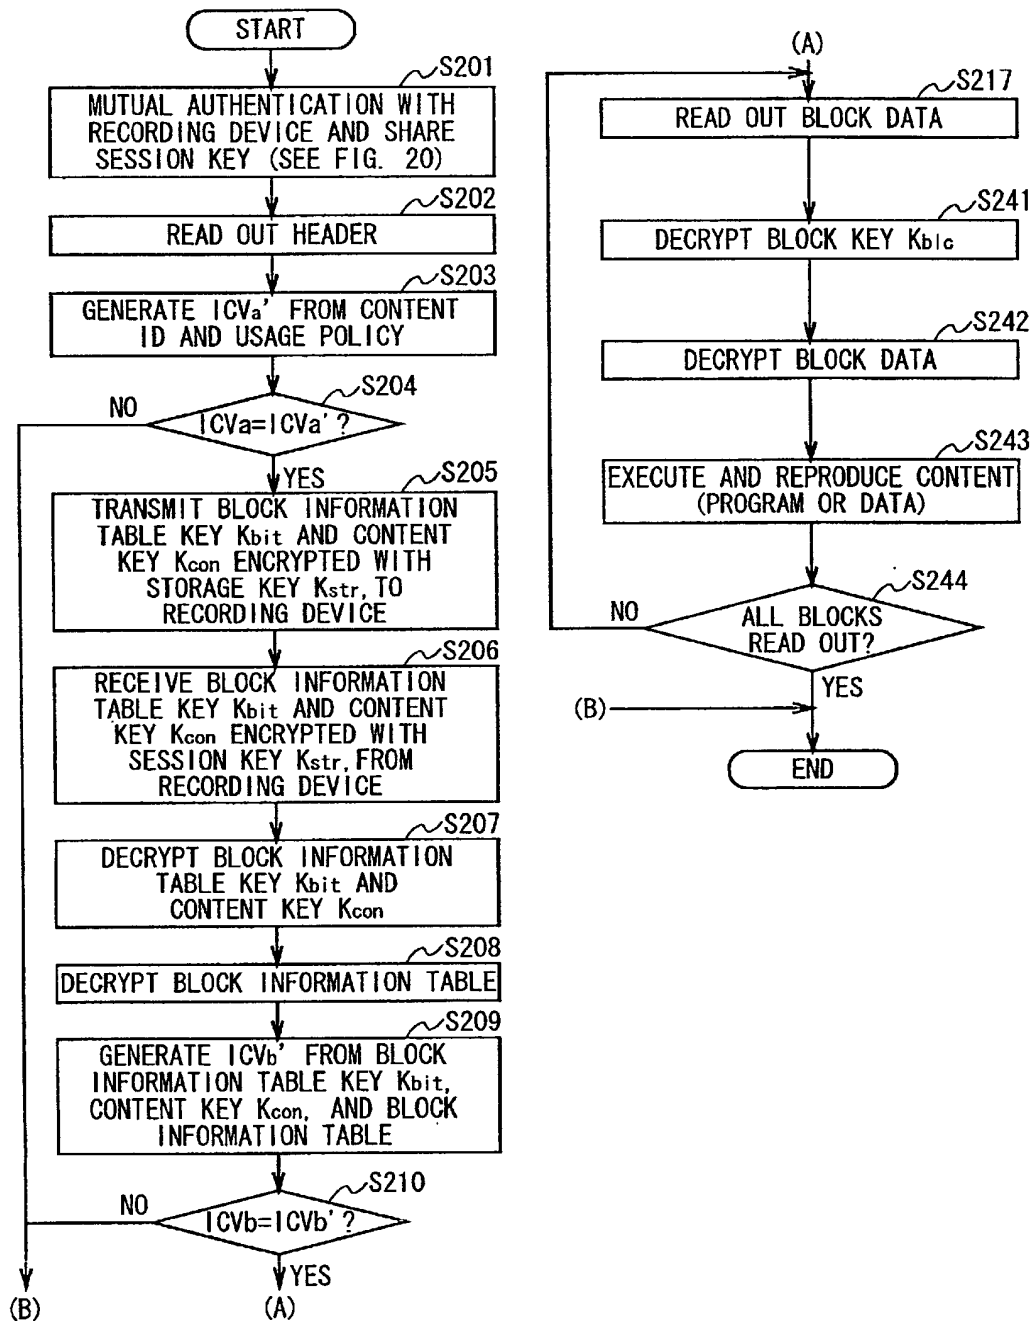 START
S201
MUTUAL AUTHENTICATION WITH
RECORDING DEVICE AND SHARE
SESSION KEY (SEE FIG. 20)
S202
READ OUT HEADER
S203
GENERATE ICVa' FROM CONTENT
ID AND USAGE POLICY
S204
NO
ICVa=ICVa'?
YES
S205
TRANSMIT BLOCK INFORMATION
TABLE KEY Kbit AND CONTENT
KEY Kcon ENCRYPTED WITH
STORAGE KEY Kstr, TO
RECORDING DEVICE
S206
RECEIVE BLOCK INFORMATION
TABLE KEY Kbit AND CONTENT
KEY Kcon ENCRYPTED WITH
SESSION KEY Kstr, FROM
RECORDING DEVICE
S207
DECRYPT BLOCK INFORMATION
TABLE KEY Kbit AND
CONTENT KEY Kcon
S208
DECRYPT BLOCK INFORMATION TABLE
S209
GENERATE ICVb' FROM BLOCK
INFORMATION TABLE KEY Kbit,
CONTENT KEY Kcon, AND BLOCK
INFORMATION TABLE
S210
NO
ICVb=ICVb'?
YES
(B)
(A)
(A)
S217
READ OUT BLOCK DATA
S241
DECRYPT BLOCK KEY Kblc
S242
DECRYPT BLOCK DATA
S243
EXECUTE AND REPRODUCE CONTENT
(PROGRAM OR DATA)
S244
NO
ALL BLOCKS
READ OUT?
YES
(B)
END